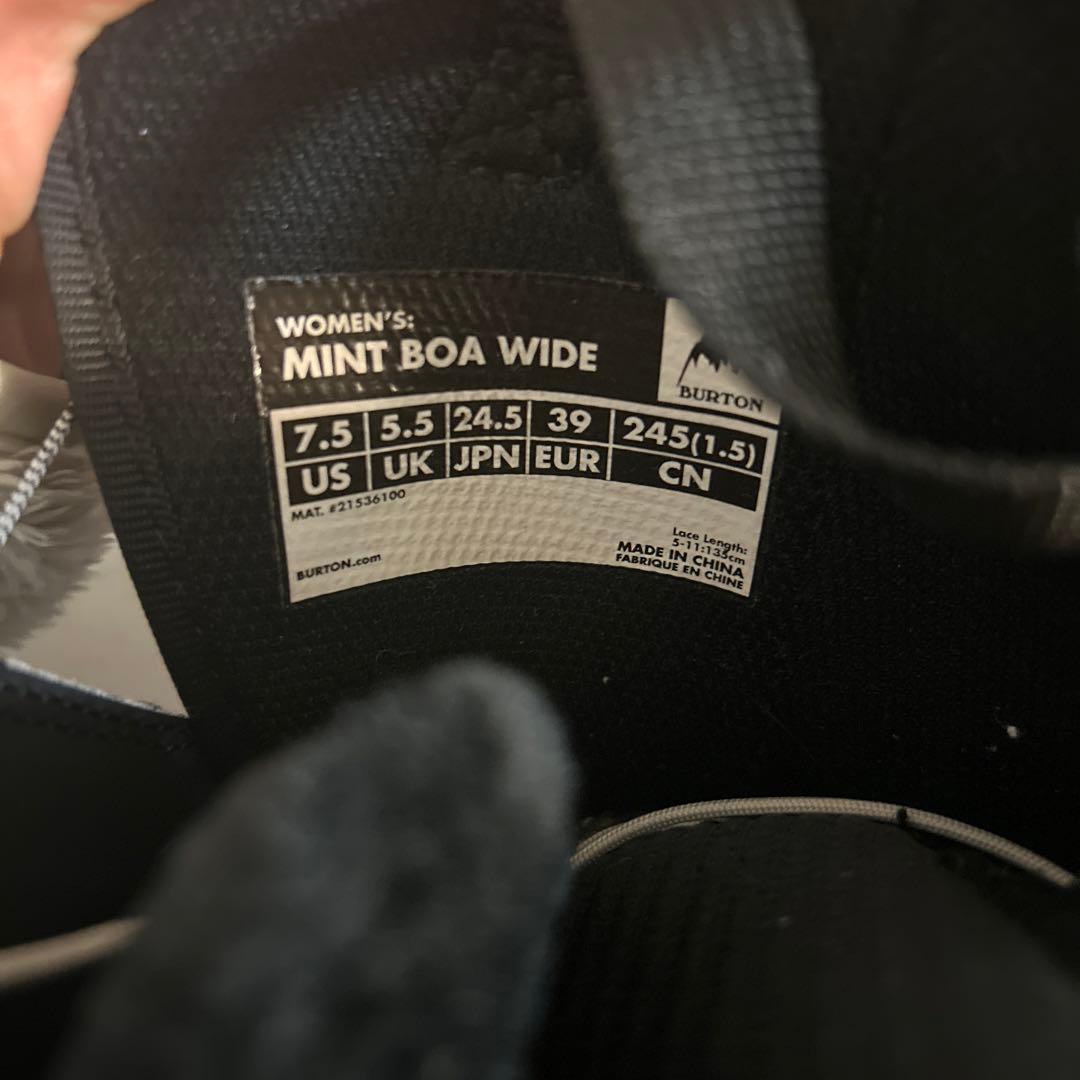 WOMEN'S:
MINT BOA WIDE
BURTON
7.5 5.5 24.5 39 245(1.5)
US UK JPN EUR CN
MAT. #21536100
Lace Length:
5-11:135cm
MADE IN CHINA
FABRIQUE EN CHINE
BURTON.com